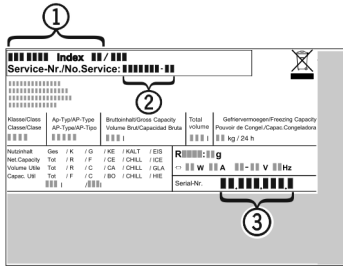 1
Index /
Service-Nr./No.Service: -
2
Klasse/Class Ap-Typ/AP-Type Bruttoinhalt/Gross Capacity Total Gefriervermoegen/Freezing Capacity
Classe/Clase AP-Type/AP-Tipo Volume Brut/Capacidad Bruta volume Pouvoir de Congel./Capac.Congeladora
l l kg / 24 h
Nutzinhalt Ges / K / G / KE / KALT / EIS R : g
Net.Capacity Tot / R / F / CE / CHILL / ICE
Volume Utile Tot / R / C / CA / CHILL / GLA W A - V Hz
Capac. Util Tot / F / C / BO / CHILL / HIE
l / l Serial-Nr. . .
3